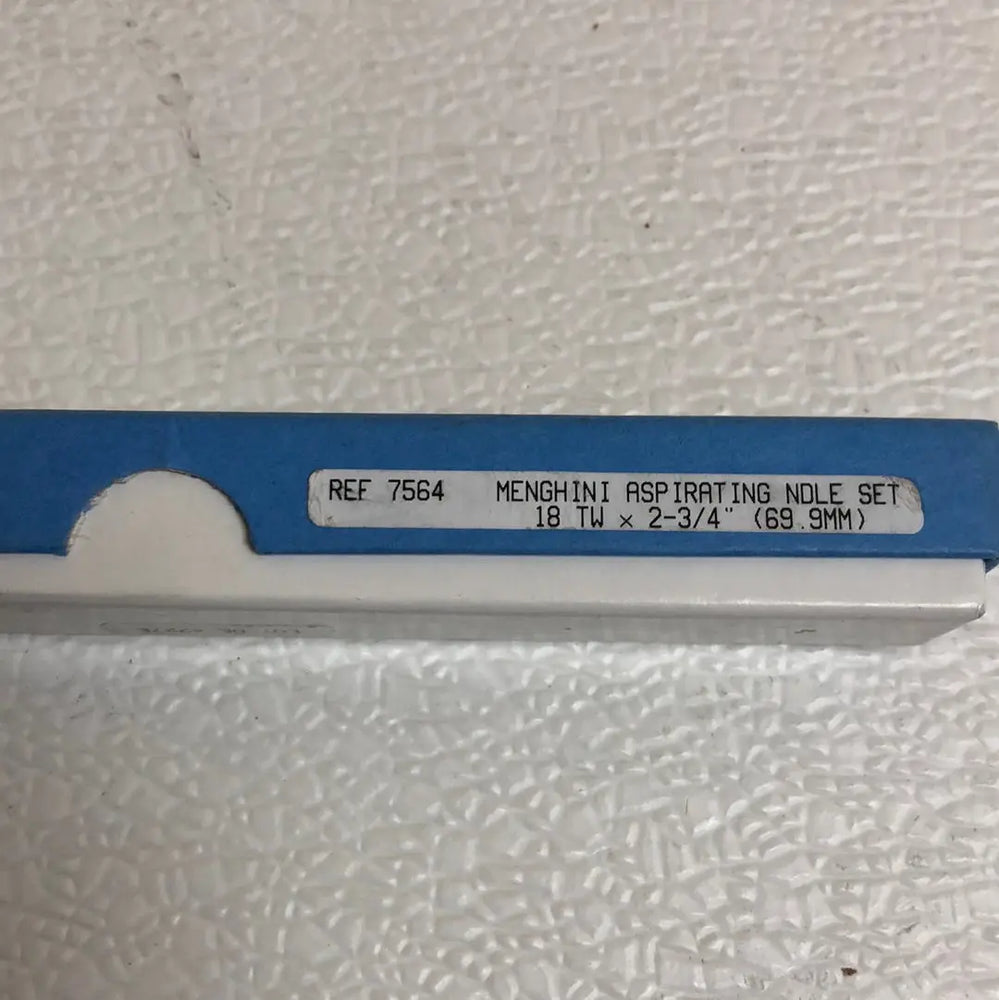 REF 7564 MENGHINI ASPIRATING NDLE SET
18 TW x 2-3/4" (69.9MM)